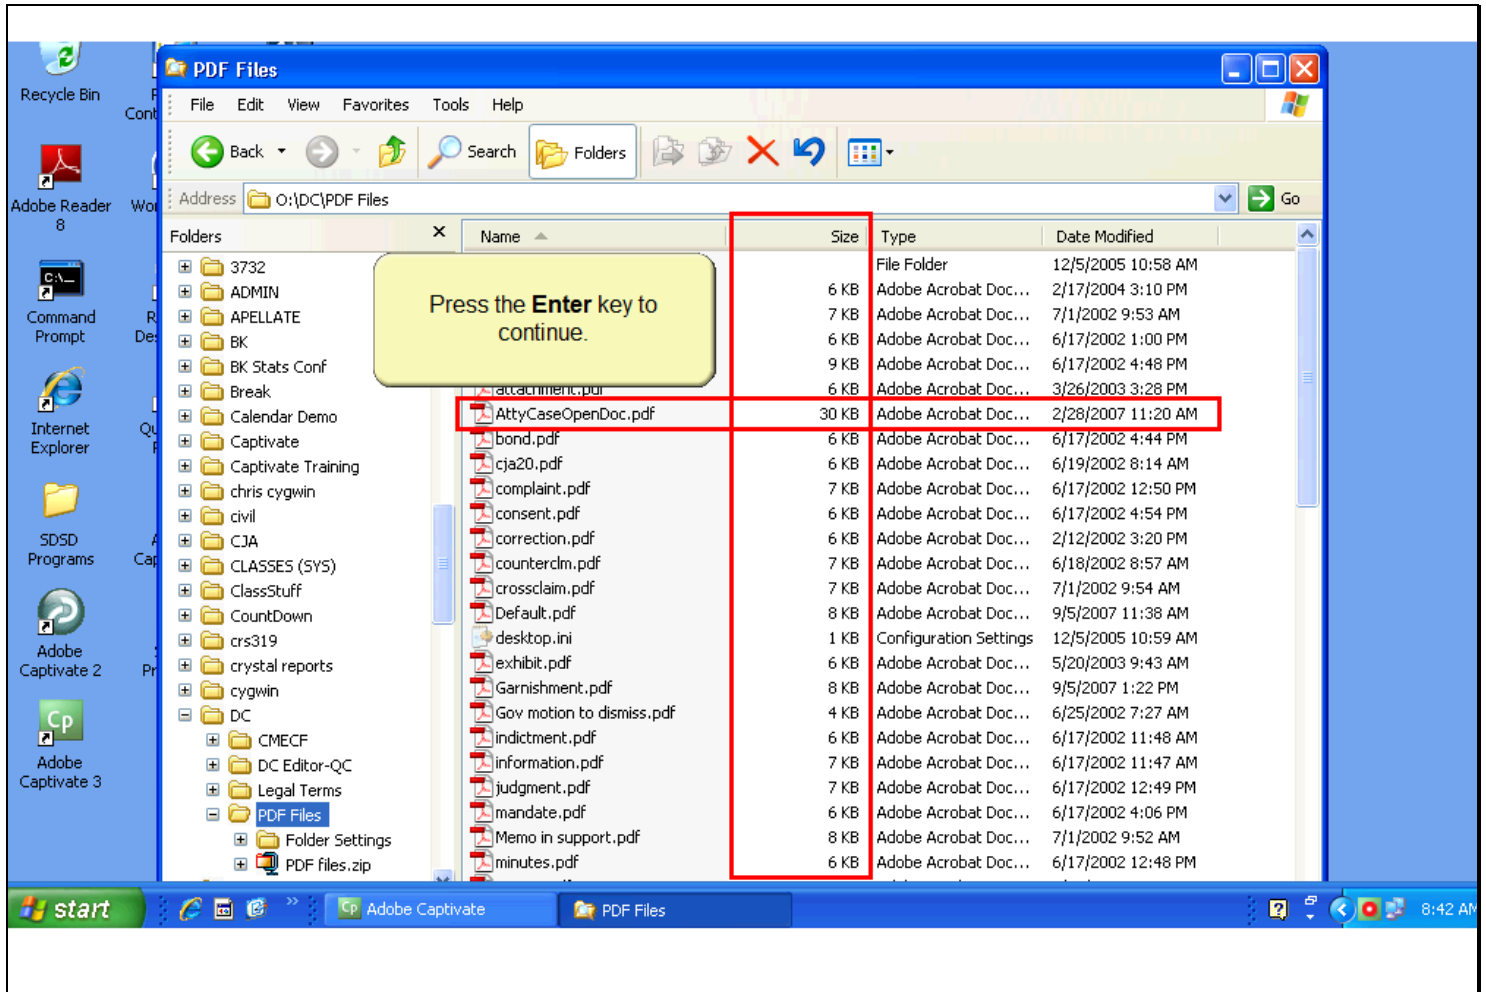 Recycle Bin
Cont
Adobe Reader
8
Command
Prompt
Internet
Explorer
SDSD
Programs
Adobe
Captivate 2
Cp
Adobe
Captivate 3
PDF Files
File Edit View Favorites Tools Help
Back Search Folders
Address O:\DC\PDF Files Go
Folders
3732
ADMIN
APELLATE
BK
BK Stats Conf
Break
Calendar Demo
Captivate
Captivate Training
chris cygwin
civil
CJA
CLASSES (SYS)
ClassStuff
CountDown
crs319
crystal reports
cygwin
DC
CMECF
DC Editor-QC
Legal Terms
PDF Files
Folder Settings
PDF files.zip
Press the Enter key to
continue.
Name Size Type Date Modified
File Folder 12/5/2005 10:58 AM
6 KB Adobe Acrobat Doc... 2/17/2004 3:10 PM
7 KB Adobe Acrobat Doc... 7/1/2002 9:53 AM
6 KB Adobe Acrobat Doc... 6/17/2002 1:00 PM
9 KB Adobe Acrobat Doc... 6/17/2002 4:48 PM
attachment.pdf 6 KB Adobe Acrobat Doc... 3/26/2003 3:28 PM
AttyCaseOpenDoc.pdf 30 KB Adobe Acrobat Doc... 2/28/2007 11:20 AM
bond.pdf 6 KB Adobe Acrobat Doc... 6/17/2002 4:44 PM
cja20.pdf 6 KB Adobe Acrobat Doc... 6/19/2002 8:14 AM
complaint.pdf 7 KB Adobe Acrobat Doc... 6/17/2002 12:50 PM
consent.pdf 6 KB Adobe Acrobat Doc... 6/17/2002 4:54 PM
correction.pdf 6 KB Adobe Acrobat Doc... 2/12/2002 3:20 PM
counterclm.pdf 7 KB Adobe Acrobat Doc... 6/18/2002 8:57 AM
crossclaim.pdf 7 KB Adobe Acrobat Doc... 7/1/2002 9:54 AM
Default.pdf 8 KB Adobe Acrobat Doc... 9/5/2007 11:38 AM
desktop.ini 1 KB Configuration Settings 12/5/2005 10:59 AM
exhibit.pdf 6 KB Adobe Acrobat Doc... 5/20/2003 9:43 AM
Garnishment.pdf 8 KB Adobe Acrobat Doc... 9/5/2007 1:22 PM
Gov motion to dismiss.pdf 4 KB Adobe Acrobat Doc... 6/25/2002 7:27 AM
indictment.pdf 6 KB Adobe Acrobat Doc... 6/17/2002 11:48 AM
information.pdf 7 KB Adobe Acrobat Doc... 6/17/2002 11:47 AM
judgment.pdf 7 KB Adobe Acrobat Doc... 6/17/2002 12:49 PM
mandate.pdf 6 KB Adobe Acrobat Doc... 6/17/2002 4:06 PM
Memo in support.pdf 8 KB Adobe Acrobat Doc... 7/1/2002 9:52 AM
minutes.pdf 6 KB Adobe Acrobat Doc... 6/17/2002 12:48 PM
start Adobe Captivate PDF Files 8:42 AM